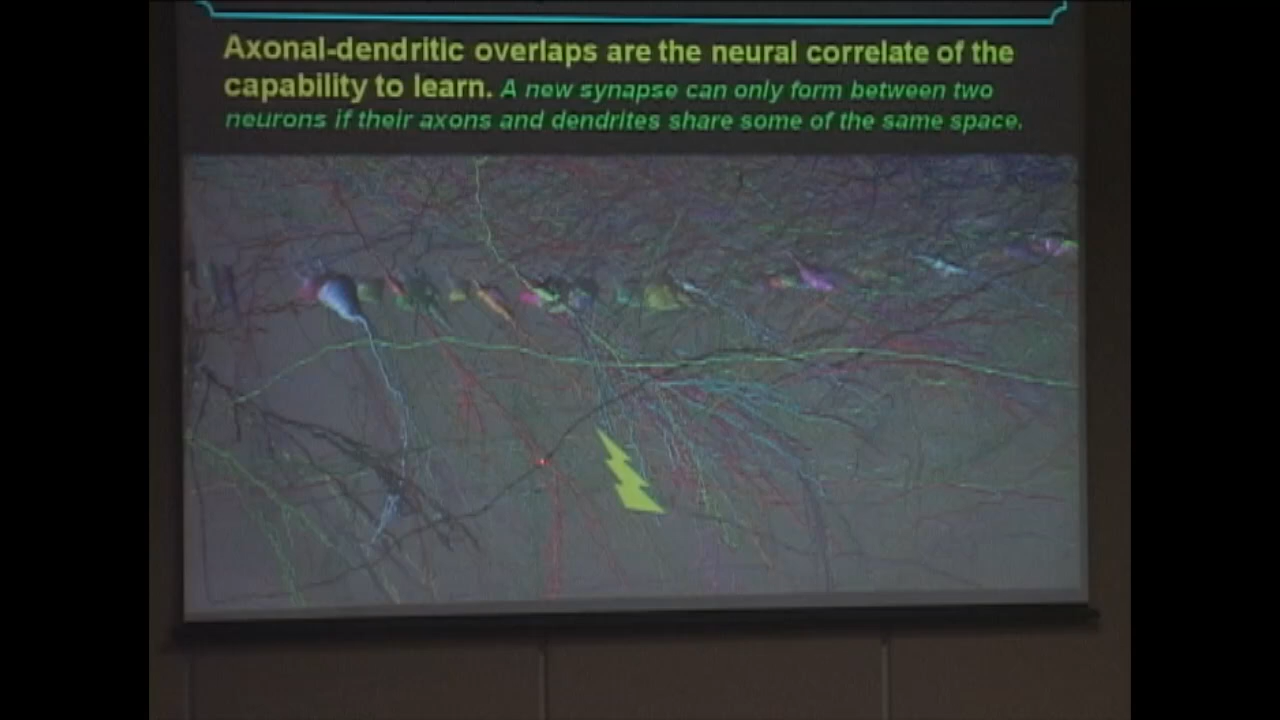 Axonal-dendritic overlaps are the neural correlate of the
capability to learn. A new synapse can only form between two
neurons if their axons and dendrites share some of the same space.